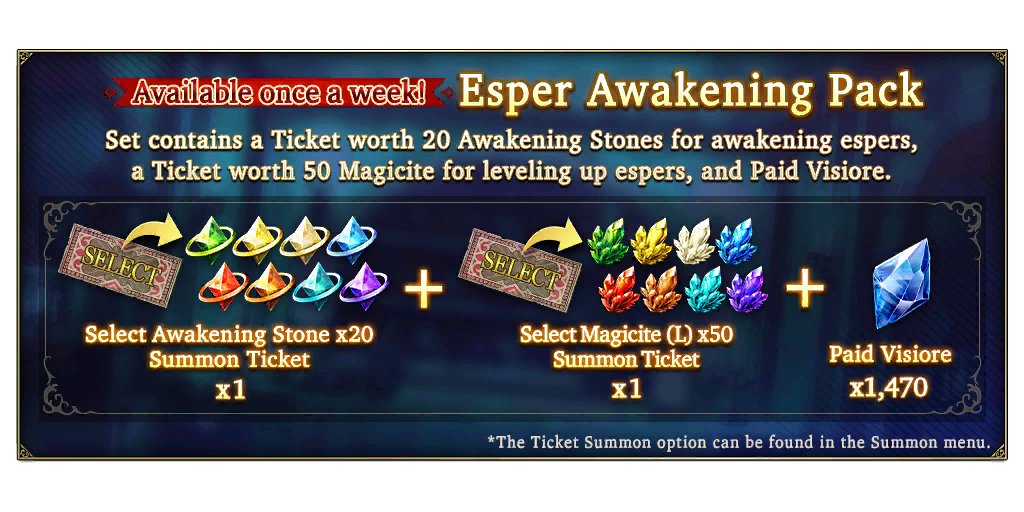 Available once a week! Esper Awakening Pack
Set contains a Ticket worth 20 Awakening Stones for awakening espers,
a Ticket worth 50 Magicite for leveling up espers, and Paid Visiore.
SELECT
SELECT
Select Awakening Stone x20
Summon Ticket
x1
+
Select Magicite (L) x50
Summon Ticket
x1
+
Paid Visiore
x1,470
*The Ticket Summon option can be found in the Summon menu.